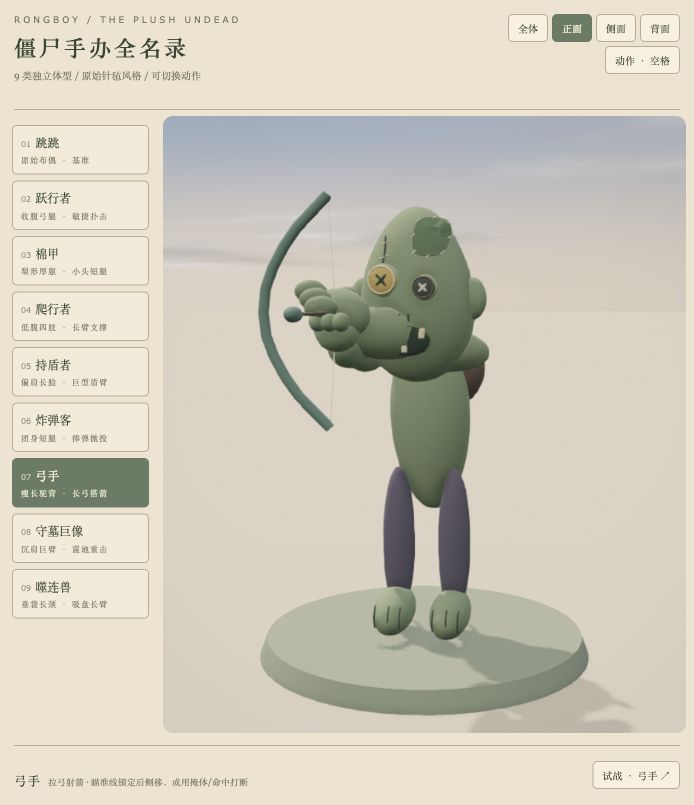 RONGBOY / THE PLUSH UNDEAD
僵尸手办全名录
9 类独立体型 / 原始针毡风格 / 可切换动作
全体
正面
侧面
背面
动作 · 空格
01 跳跳
原始布偶 · 基准
02 跃行者
收腹弓腿 · 敏捷扑击
03 棉甲
梨形厚躯 · 小头短腿
04 爬行者
低腹四肢 · 长臂支撑
05 持盾者
偏肩长脸 · 巨型盾臂
06 炸弹客
团身短腿 · 捧弹抛投
07 弓手
瘦长驼背 · 长弓搭箭
08 守墓巨像
沉肩巨臂 · 震地重击
09 噬连兽
垂袋长颈 · 吸盘长臂
弓手 拉弓射箭 · 瞄准线锁定后侧移，或用掩体/命中打断
试战 · 弓手 ↗